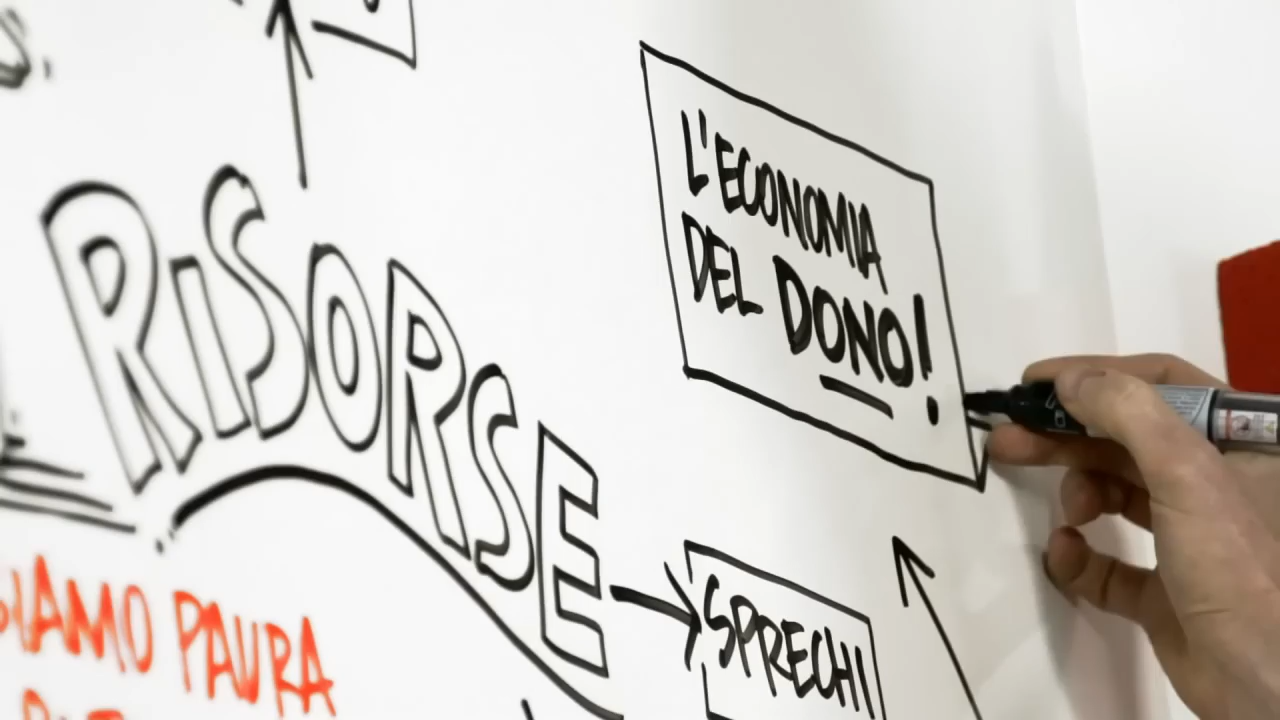 RISORSE
L'ECONOMIA
DEL DONO!
SPRECHI
PAURA